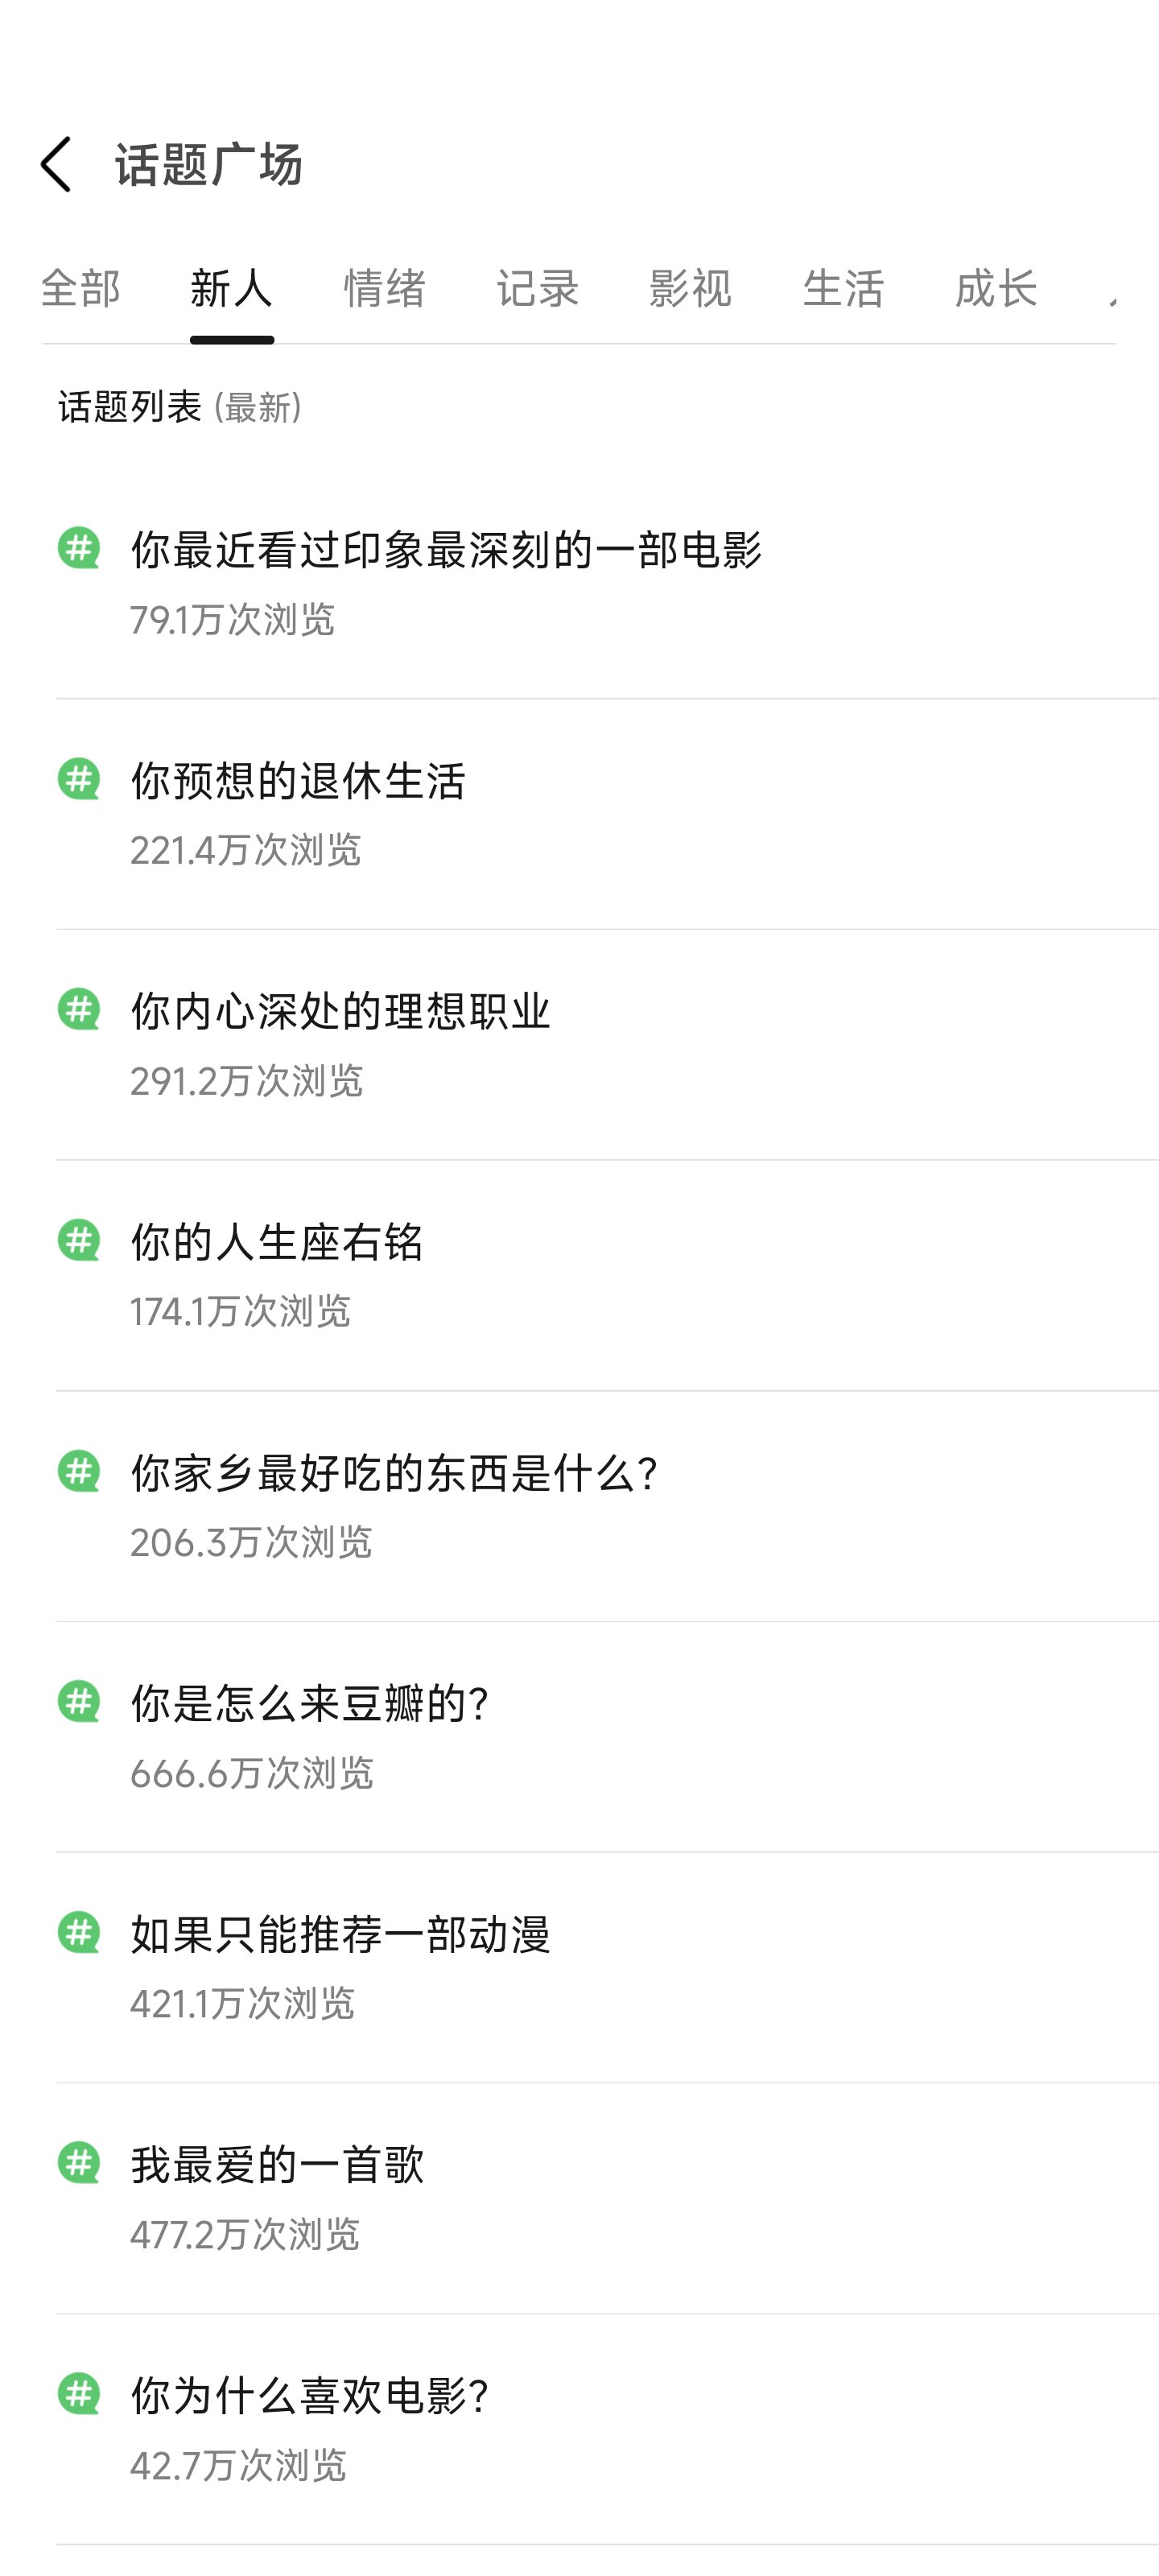 话题广场
全部 新人 情绪 记录 影视 生活 成长
话题列表 (最新)
你最近看过印象最深刻的一部电影
79.1万次浏览
你预想的退休生活
221.4万次浏览
你内心深处的理想职业
291.2万次浏览
你的人生座右铭
174.1万次浏览
你家乡最好吃的东西是什么?
206.3万次浏览
你是怎么来豆瓣的?
666.6万次浏览
如果只能推荐一部动漫
421.1万次浏览
我最爱的一首歌
477.2万次浏览
你为什么喜欢电影?
42.7万次浏览